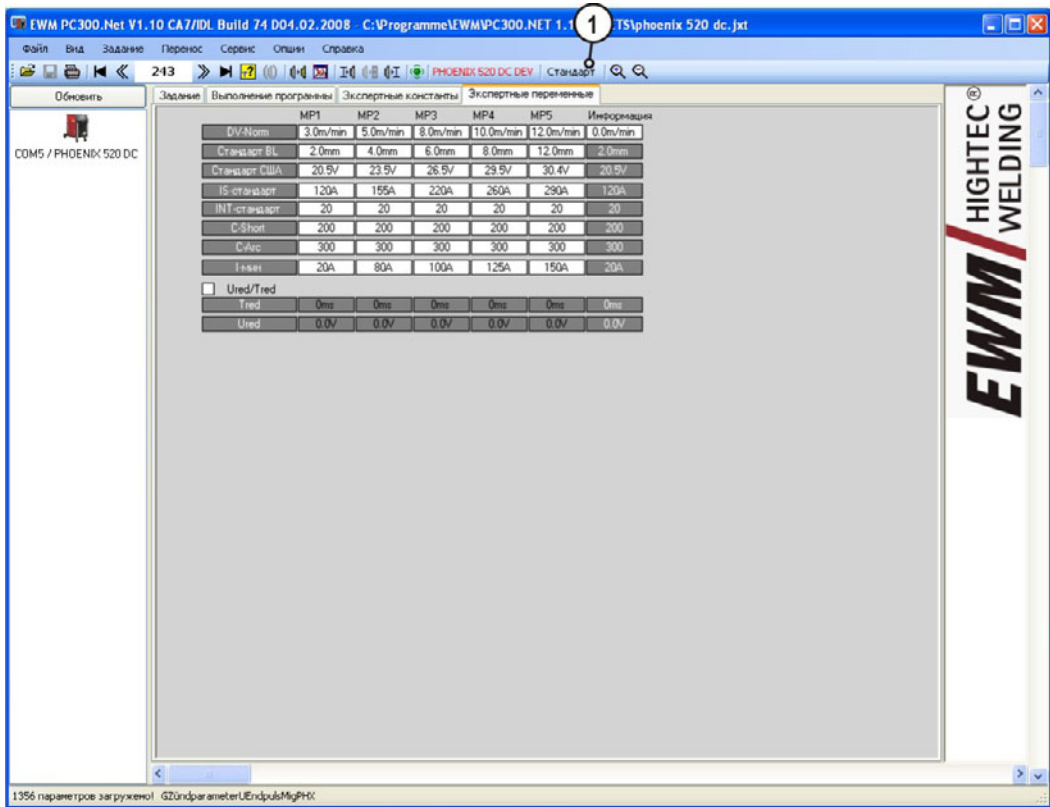 EWM PC300.Net V1.10 CA7/IDL Build 74 D04.02.2008 - C:\Programme\EWM\PC300.NET 1.1 TS\phoenix 520 dc.jxt
1
Файл Вид Задание Перенос Сервис Опции Справка
243 PHOENIX 520 DC DEV Стандарт
Обновить
COM5 / PHOENIX 520 DC
Задание Выполнение программы Экспертные константы Экспертные переменные
MP1 MP2 MP3 MP4 MP5 Информация
DV-Norm 3.0m/min 5.0m/min 8.0m/min 10.0m/min 12.0m/min 0.0m/min
Стандарт BL 2.0mm 4.0mm 6.0mm 8.0mm 12.0mm 2.0mm
Стандарт США 20.5V 23.5V 26.5V 29.5V 30.4V 20.5V
IS-стандарт 120A 155A 220A 260A 290A 120A
INT-стандарт 20 20 20 20 20 20
C-Short 200 200 200 200 200 200
C-Arc 300 300 300 300 300 300
I-мин 20A 80A 100A 125A 150A 20A
Ured/Tred
Tred 0ms 0ms 0ms 0ms 0ms 0ms
Ured 0.0V 0.0V 0.0V 0.0V 0.0V 0.0V
EWM HIGHTEC ®
WELDING
1356 параметров загружено! GZündparameterUEndpulsMigPHX